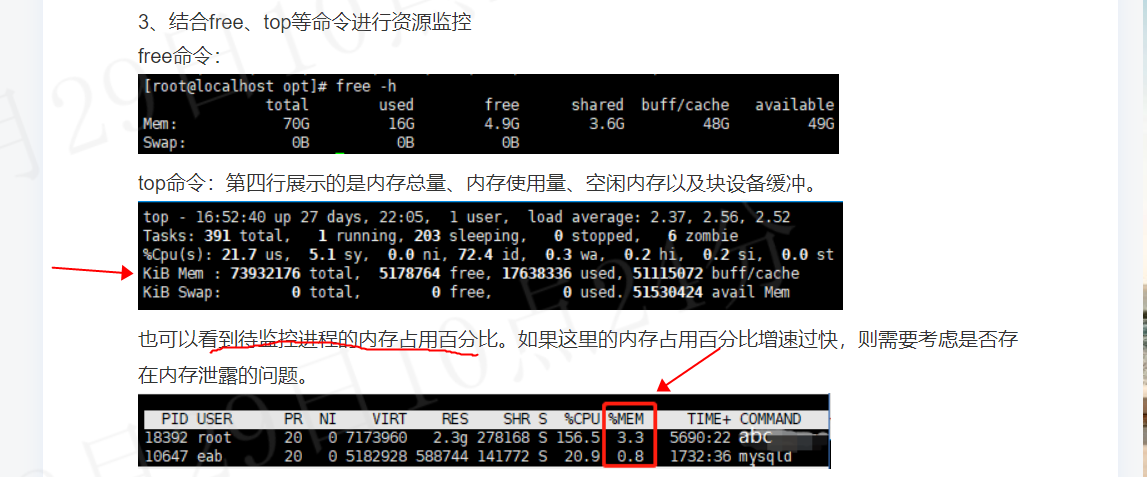 3、结合free、top等命令进行资源监控
free命令：
[root@localhost opt]# free -h
total used free shared buff/cache available
Mem: 70G 16G 4.9G 3.6G 48G 49G
Swap: 0B 0B 0B
top命令：第四行展示的是内存总量、内存使用量、空闲内存以及块设备缓冲。
top - 16:52:40 up 27 days, 22:05, 1 user, load average: 2.37, 2.56, 2.52
Tasks: 391 total, 1 running, 203 sleeping, 0 stopped, 6 zombie
%Cpu(s): 21.7 us, 5.1 sy, 0.0 ni, 72.4 id, 0.3 wa, 0.2 hi, 0.2 si, 0.0 st
KiB Mem : 73932176 total, 5178764 free, 17638336 used, 51115072 buff/cache
KiB Swap: 0 total, 0 free, 0 used. 51530424 avail Mem
也可以看到待监控进程的内存占用百分比。如果这里的内存占用百分比增速过快，则需要考虑是否存
在内存泄露的问题。
PID USER PR NI VIRT RES SHR S %CPU %MEM TIME+ COMMAND
18392 root 20 0 7173960 2.3g 278168 S 156.5 3.3 5690:22 abc
10647 eab 20 0 5182928 588744 141772 S 20.9 0.8 1732:36 mysqld